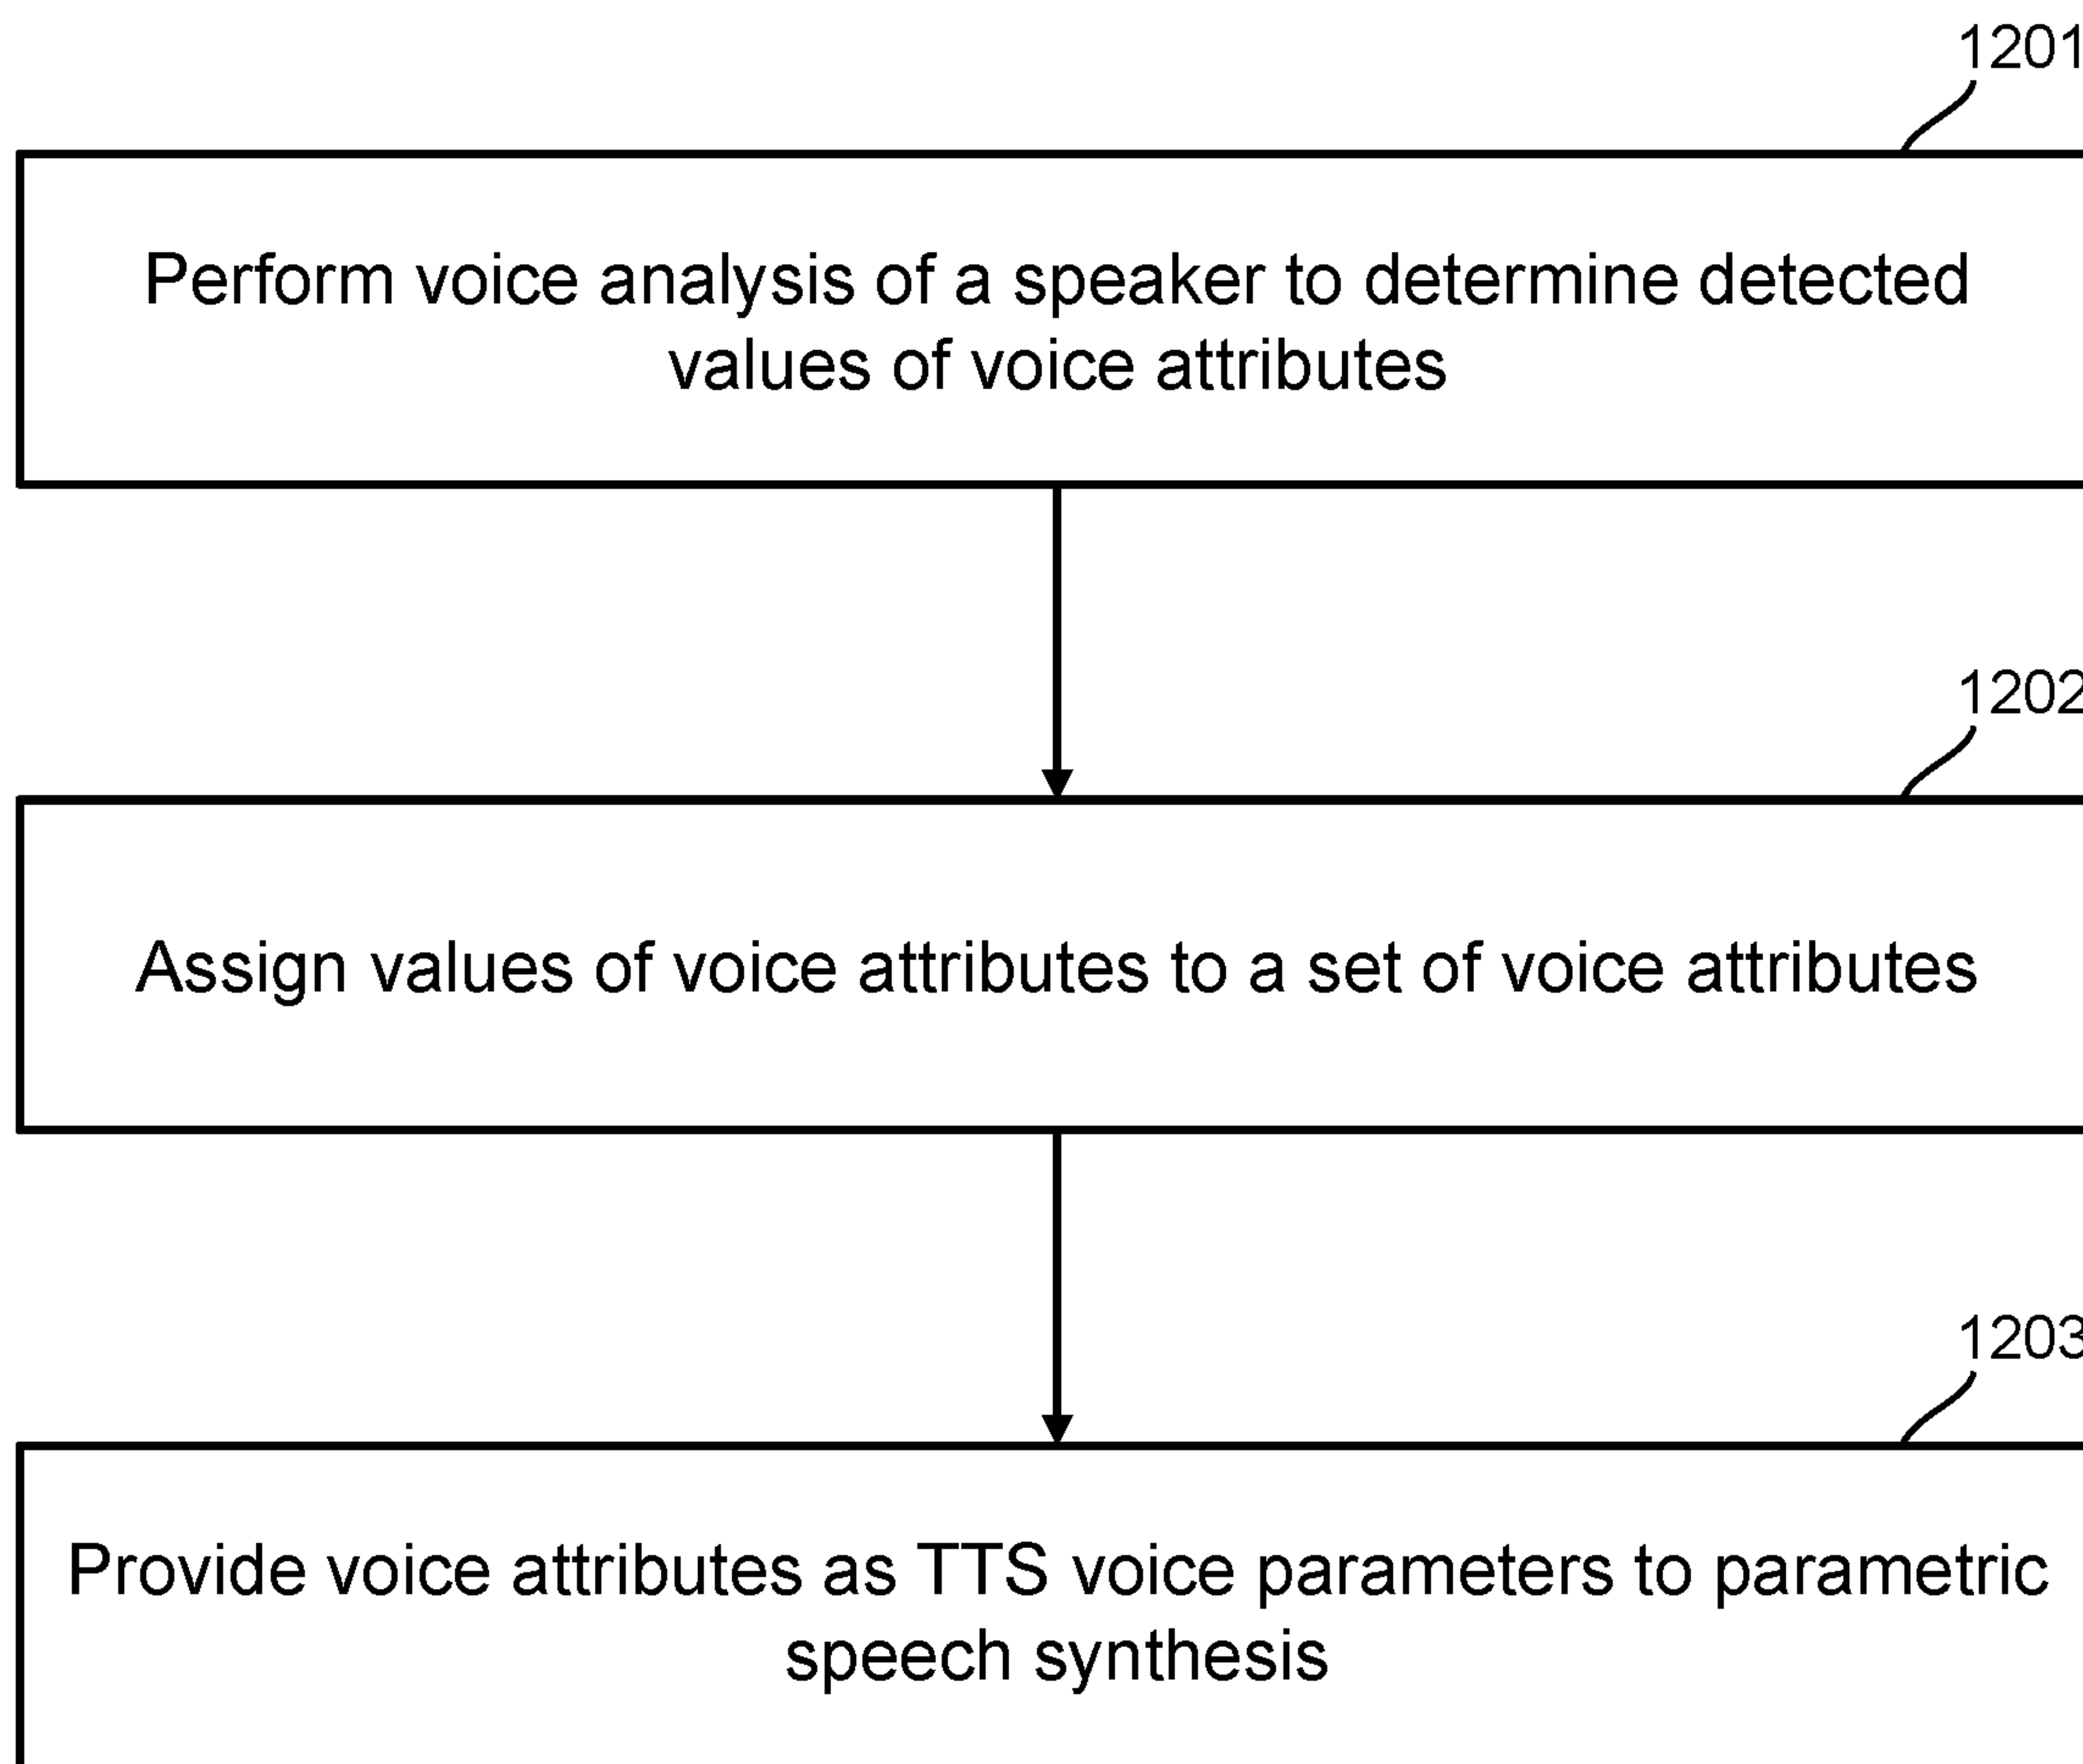 1201
Perform voice analysis of a speaker to determine detected
values of voice attributes
1202
Assign values of voice attributes to a set of voice attributes
1203
Provide voice attributes as TTS voice parameters to parametric
speech synthesis